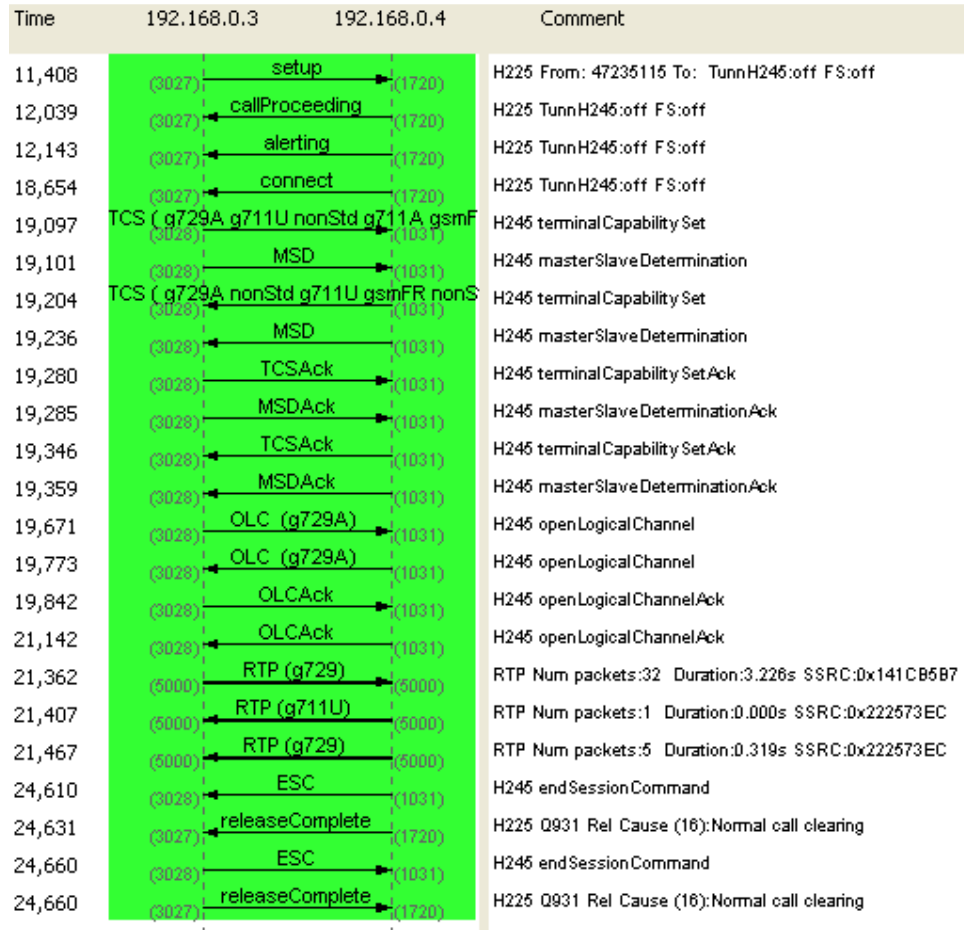 Time 192.168.0.3 192.168.0.4 Comment
11,408 (3027) setup (1720) H225 From: 47235115 To: TunnH245:off FS:off
12,039 (3027) callProceeding (1720) H225 TunnH245:off FS:off
12,143 (3027) alerting (1720) H225 TunnH245:off FS:off
18,654 (3027) connect (1720) H225 TunnH245:off FS:off
19,097 TCS ( g729A g711U nonStd g711A gsmF (3028) (1031) H245 terminalCapabilitySet
19,101 (3028) MSD (1031) H245 masterSlaveDetermination
19,204 TCS ( g729A nonStd g711U gsmFR nonS (3028) (1031) H245 terminalCapabilitySet
19,236 (3028) MSD (1031) H245 masterSlaveDetermination
19,280 (3028) TCSAck (1031) H245 terminalCapabilitySetAck
19,285 (3028) MSDAck (1031) H245 masterSlaveDeterminationAck
19,346 (3028) TCSAck (1031) H245 terminalCapabilitySetAck
19,359 (3028) MSDAck (1031) H245 masterSlaveDeterminationAck
19,671 (3028) OLC (g729A) (1031) H245 openLogicalChannel
19,773 (3028) OLC (g729A) (1031) H245 openLogicalChannel
19,842 (3028) OLCAck (1031) H245 openLogicalChannelAck
21,142 (3028) OLCAck (1031) H245 openLogicalChannelAck
21,362 (5000) RTP (g729) (5000) RTP Num packets:32 Duration:3.226s SSRC:0x141CB5B7
21,407 (5000) RTP (g711U) (5000) RTP Num packets:1 Duration:0.000s SSRC:0x222573EC
21,467 (5000) RTP (g729) (5000) RTP Num packets:5 Duration:0.319s SSRC:0x222573EC
24,610 (3028) ESC (1031) H245 endSessionCommand
24,631 (3027) releaseComplete (1720) H225 Q931 Rel Cause (16):Normal call clearing
24,660 (3028) ESC (1031) H245 endSessionCommand
24,660 (3027) releaseComplete (1720) H225 Q931 Rel Cause (16):Normal call clearing